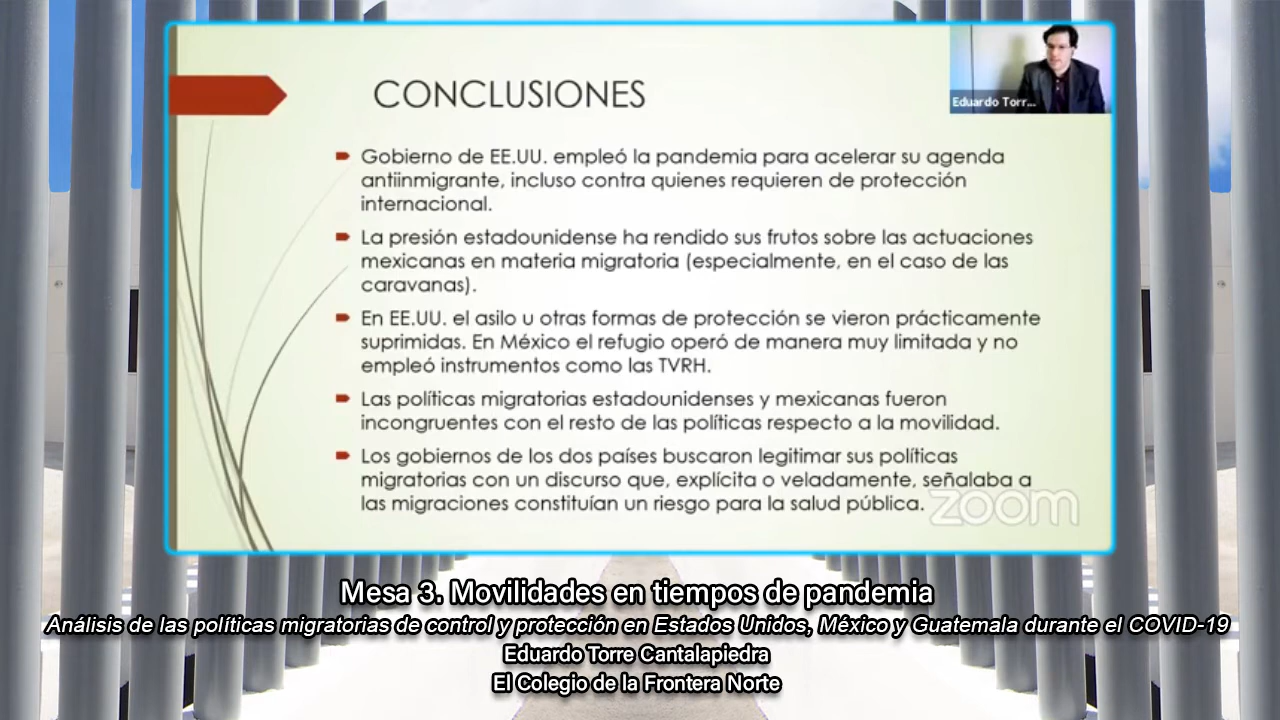 CONCLUSIONES
Eduardo Torr...
Gobierno de EE.UU. empleó la pandemia para acelerar su agenda
antiinmigrante, incluso contra quienes requieren de protección
internacional.
La presión estadounidense ha rendido sus frutos sobre las actuaciones
mexicanas en materia migratoria (especialmente, en el caso de las
caravanas).
En EE.UU. el asilo u otras formas de protección se vieron prácticamente
suprimidas. En México el refugio operó de manera muy limitada y no
empleó instrumentos como las TVRH.
Las políticas migratorias estadounidenses y mexicanas fueron
incongruentes con el resto de las políticas respecto a la movilidad.
Los gobiernos de los dos países buscaron legitimar sus políticas
migratorias con un discurso que, explícita o veladamente, señalaba a
las migraciones constituían un riesgo para la salud pública.
zoom
Mesa 3. Movilidades en tiempos de pandemia
Análisis de las políticas migratorias de control y protección en Estados Unidos, México y Guatemala durante el COVID-19
Eduardo Torre Cantalapiedra
El Colegio de la Frontera Norte